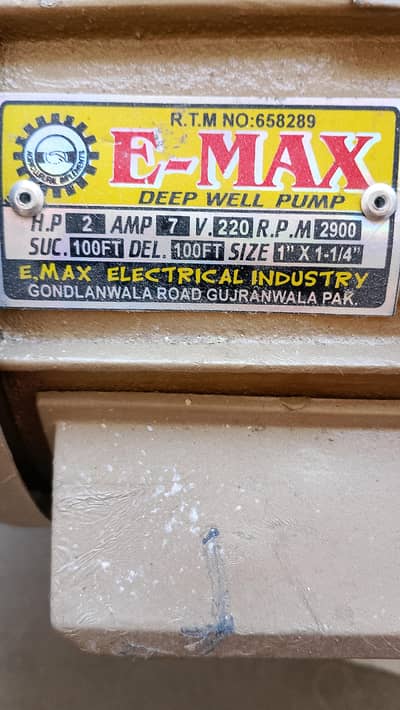 R.T.M NO:658289
E-MAX
DEEP WELL PUMP
H.P 2 AMP 7 V. 220 R.P.M 2900
SUC. 100FT DEL. 100FT SIZE 1" X 1-1/4"
E.MAX ELECTRICAL INDUSTRY
GONDLANWALA ROAD GUJRANWALA PAK.